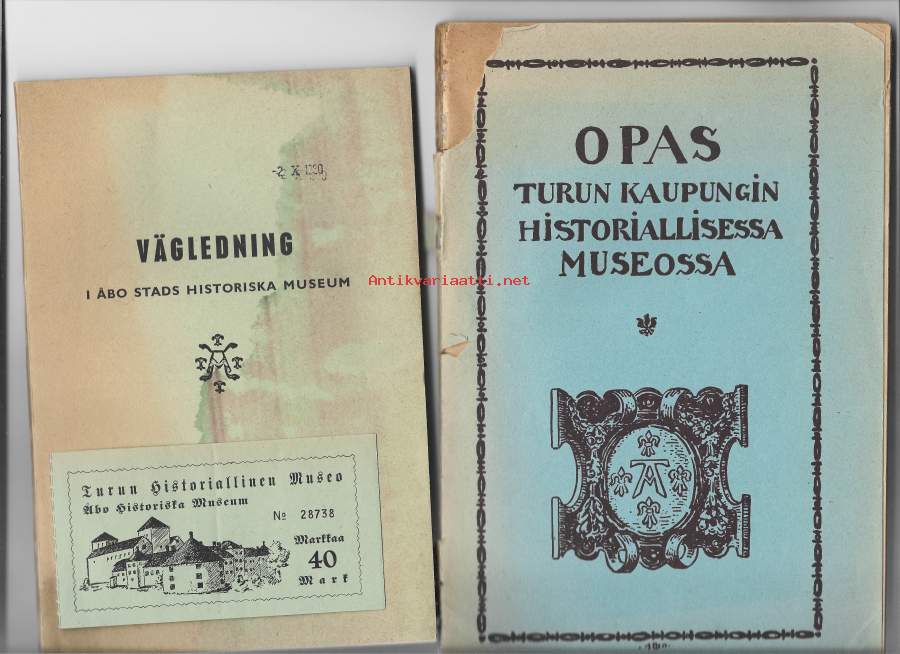 -2. X.
VÄGLEDNING
I ÅBO STADS HISTORISKA MUSEUM
Turun Historiallinen Museo
Åbo Historiska Museum
№ 28738
Markkaa
40
Mark
OPAS
TURUN KAUPUNGIN
HISTORIALLISESSA
MUSEOSSA
A
Antikvariaatti.net